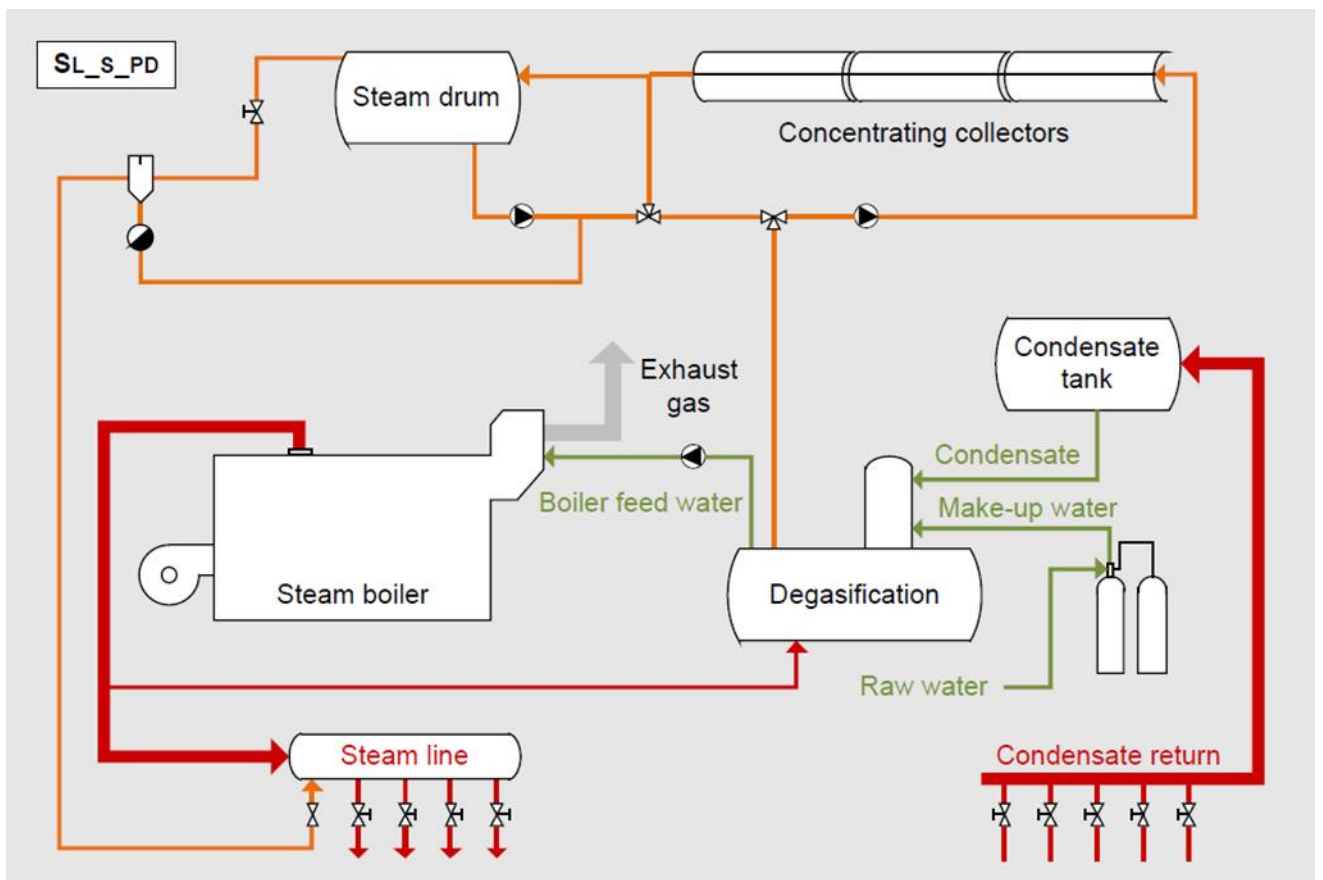 SL_S_PD
Steam drum
Concentrating collectors
Condensate
tank
Exhaust
gas
Condensate
Boiler feed water
Make-up water
Steam boiler
Degasification
Raw water
Steam line
Condensate return